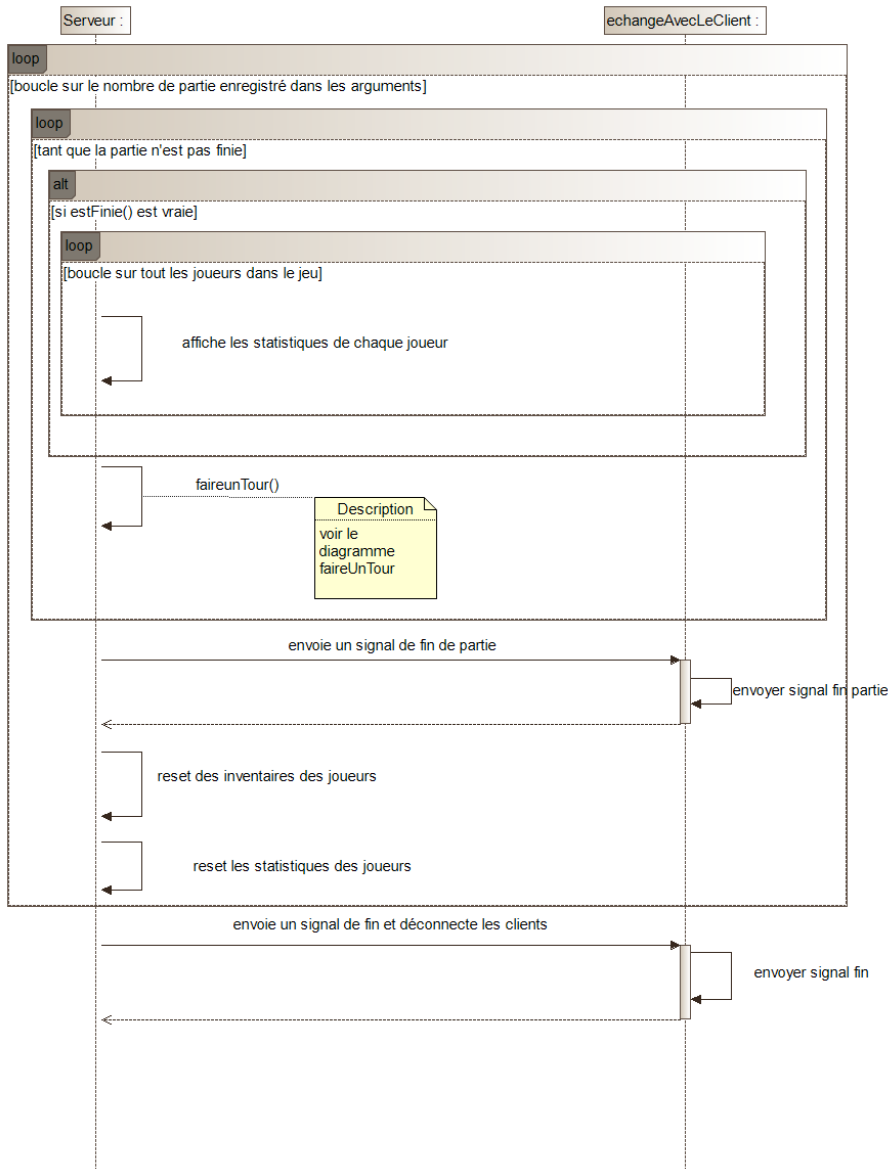 Serveur :
echangeAvecLeClient :
loop
[boucle sur le nombre de partie enregistré dans les arguments]
loop
[tant que la partie n'est pas finie]
alt
[si estFinie() est vraie]
loop
[boucle sur tout les joueurs dans le jeu]
affiche les statistiques de chaque joueur
faireunTour()
Description
voir le
diagramme
faireUnTour
envoie un signal de fin de partie
envoyer signal fin partie
reset des inventaires des joueurs
reset les statistiques des joueurs
envoie un signal de fin et déconnecte les clients
envoyer signal fin